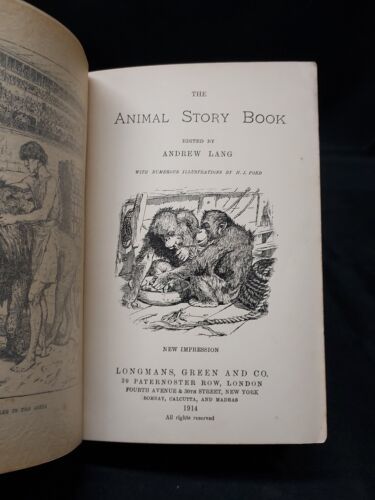 THE
ANIMAL STORY BOOK
EDITED BY
ANDREW LANG
WITH NUMEROUS ILLUSTRATIONS BY H. J. FORD
NEW IMPRESSION
LONGMANS, GREEN AND CO.
39 PATERNOSTER ROW, LONDON
FOURTH AVENUE & 30TH STREET, NEW YORK
BOMBAY, CALCUTTA, AND MADRAS
1914
All rights reserved